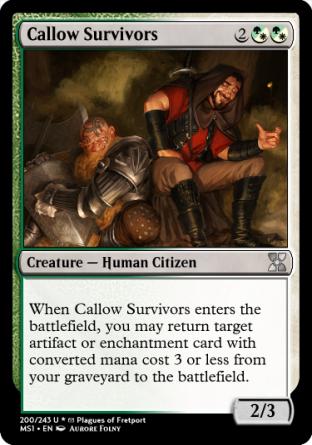 Callow Survivors 2
Creature — Human Citizen
When Callow Survivors enters the
battlefield, you may return target
artifact or enchantment card with
converted mana cost 3 or less from
your graveyard to the battlefield.
2/3
200/243 U * Plagues of Fretport
MS1 • EN Aurore Folny